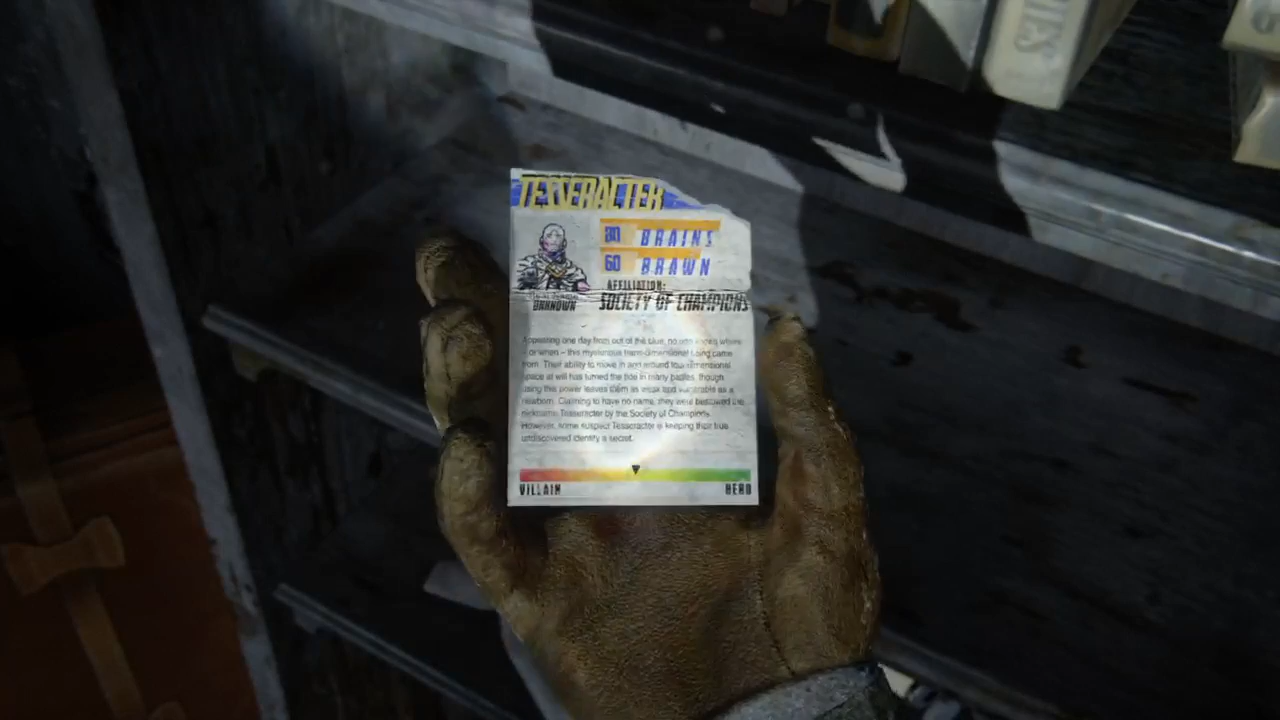 TESSERACTER
80 BRAINS
60 BRAWN
AFFILIATION:
UNKNOWN SOCIETY OF CHAMPIONS
Appearing one day from out of the blue, no one knows where
- or when - this mysterious trans-dimensional being came
from. Their ability to move in and around four-dimensional
space at will has turned the tide in many battles, though
using this power leaves them as weak and vulnerable as a
newborn. Claiming to have no name, they were bestowed the
nickname Tesseracter by the Society of Champions.
However, some suspect Tesseracter is keeping their true
undiscovered identity a secret.
VILLAIN HERO